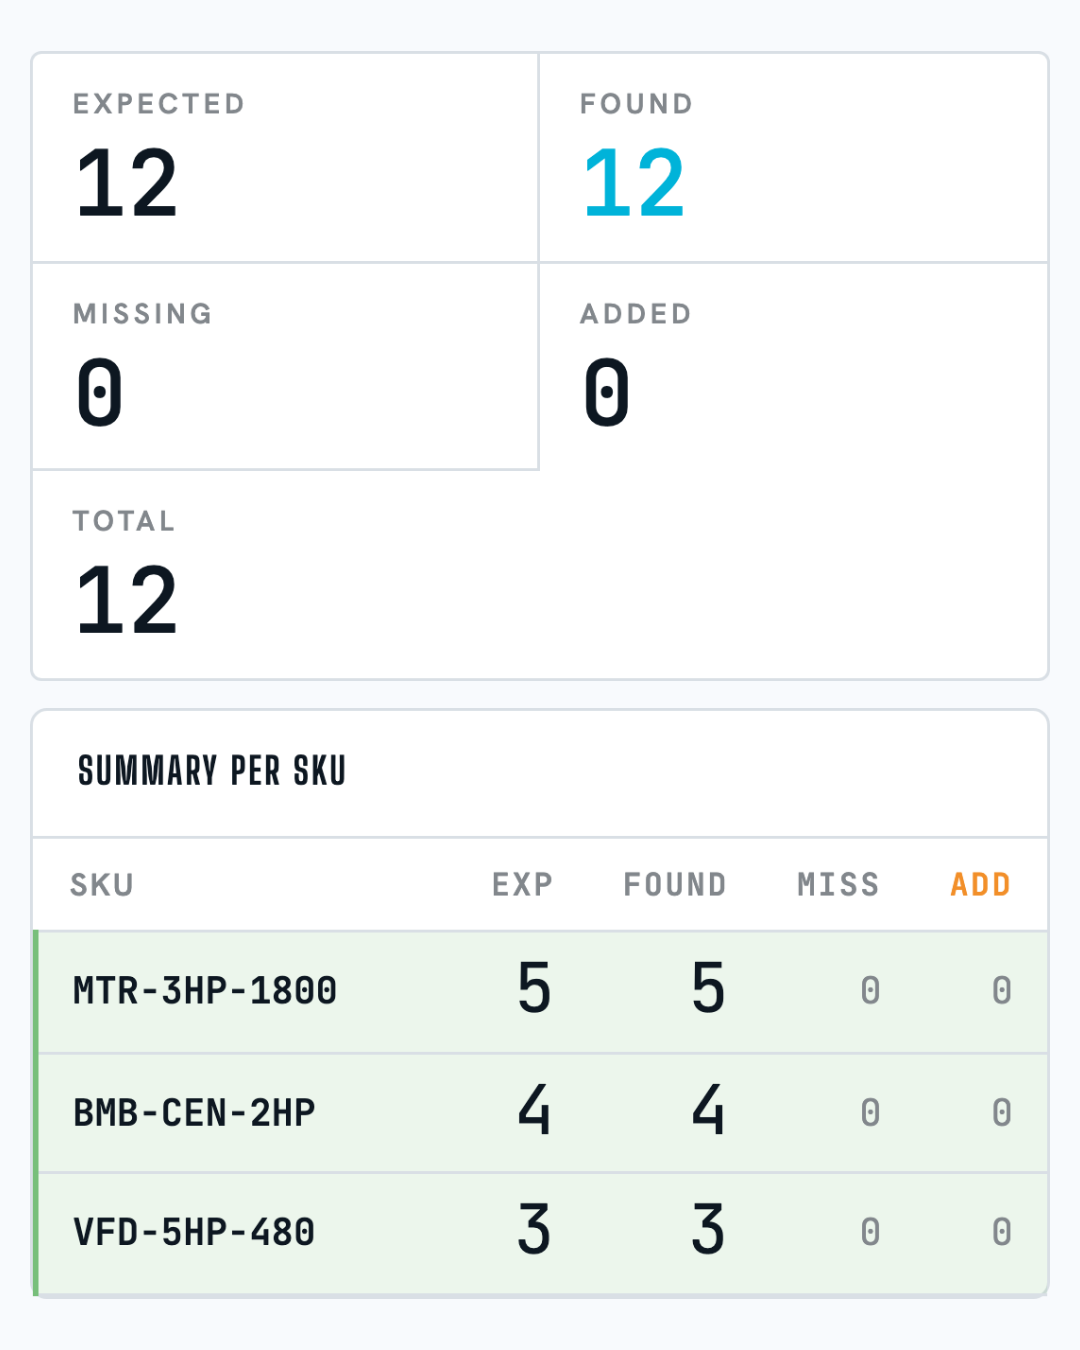 EXPECTED FOUND
12 12
MISSING ADDED
0 0
TOTAL
12
SUMMARY PER SKU
SKU EXP FOUND MISS ADD
MTR-3HP-1800 5 5 0 0
BMB-CEN-2HP 4 4 0 0
VFD-5HP-480 3 3 0 0